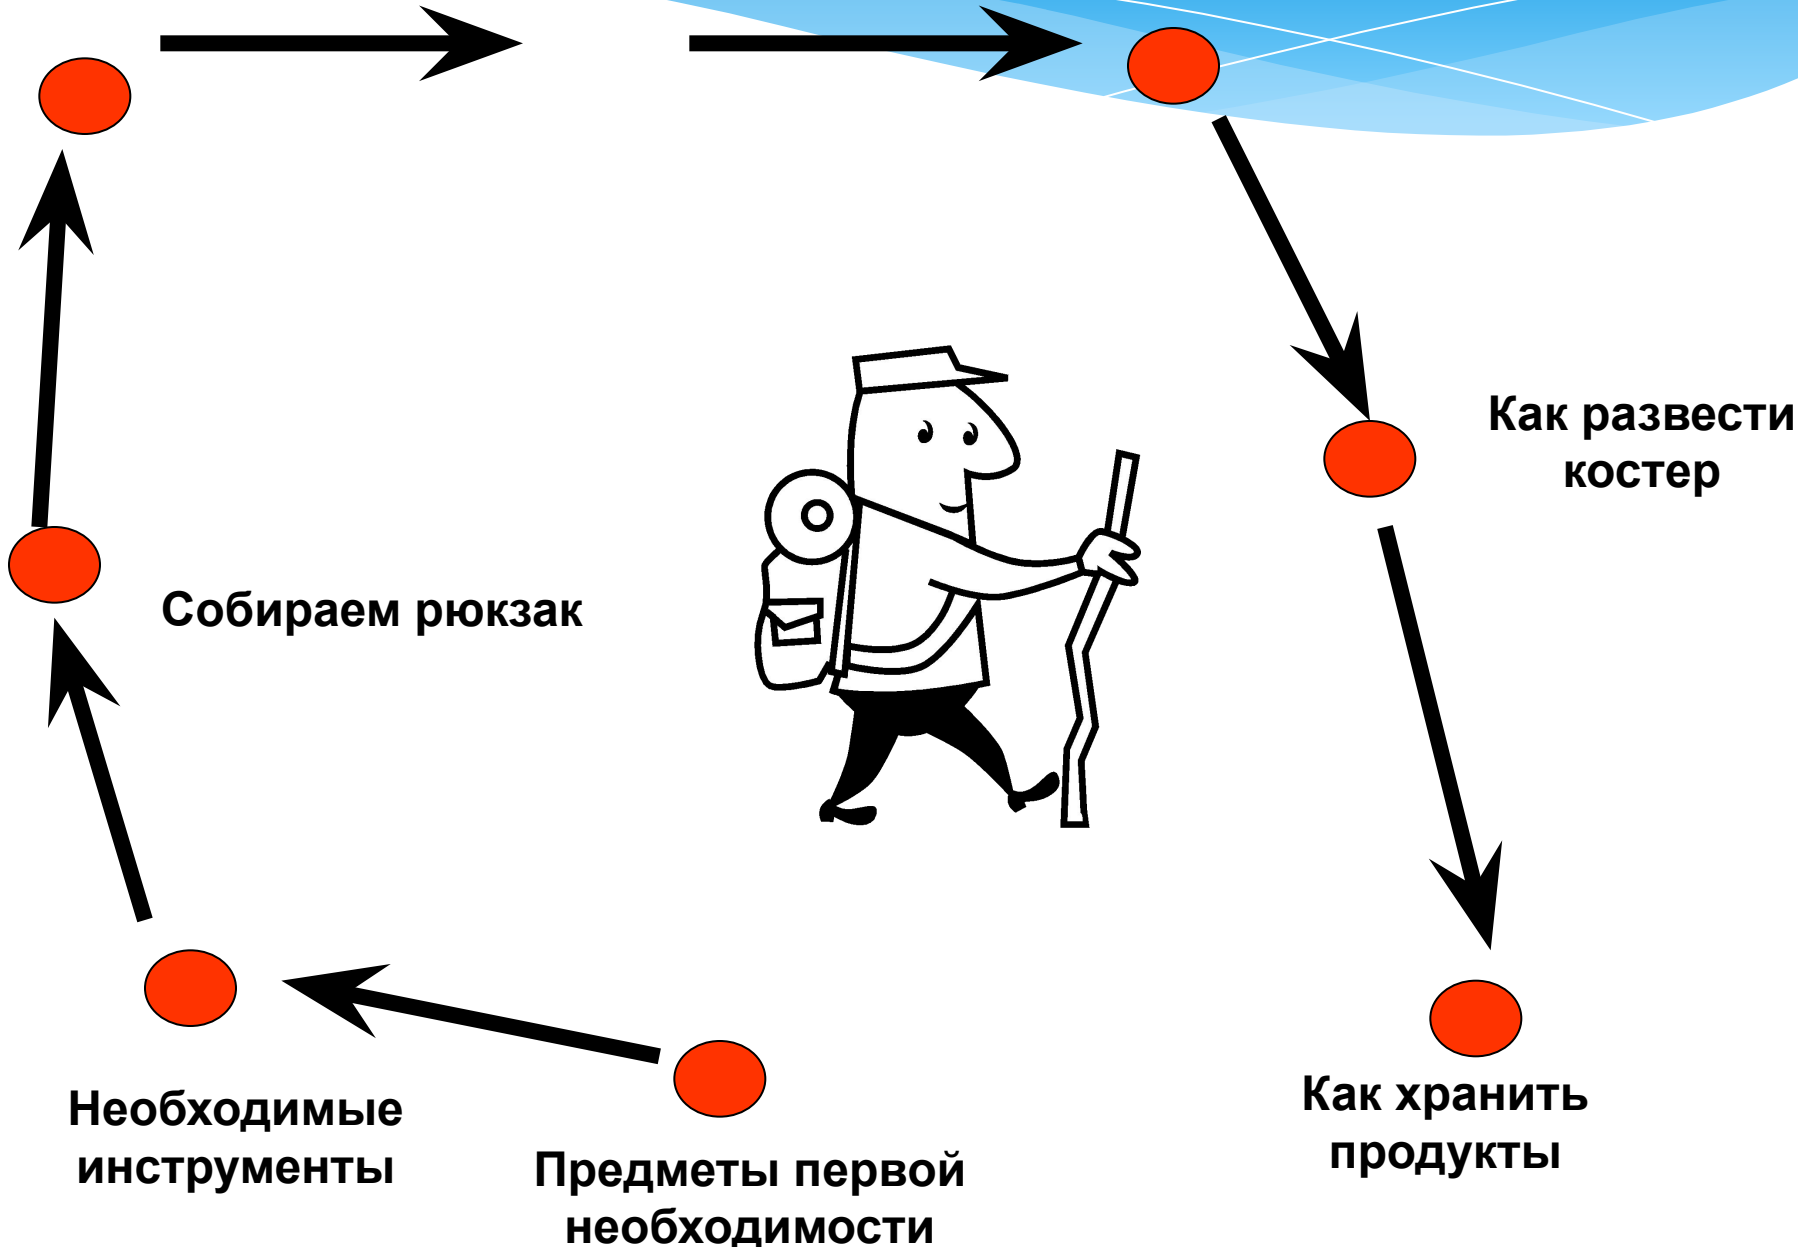 Как развести
костер
Собираем рюкзак
Как хранить
продукты
Необходимые
инструменты
Предметы первой
необходимости